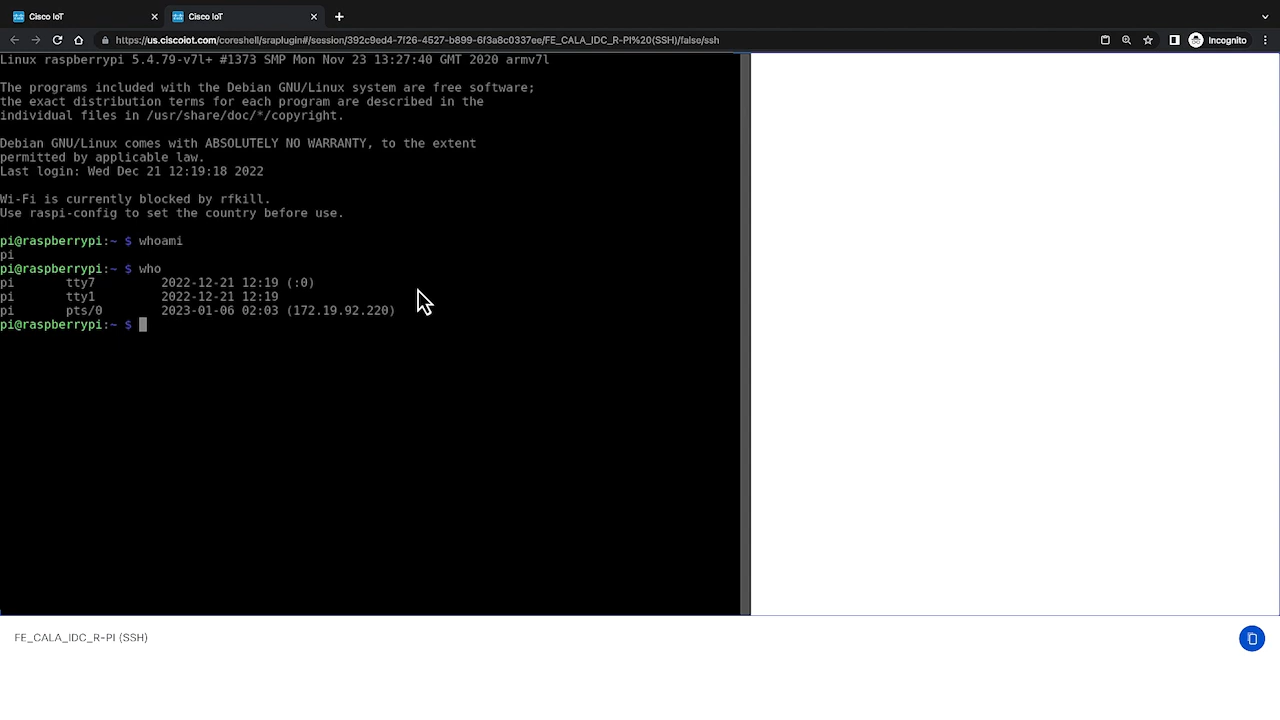 Cisco IoT
Cisco IoT
https://us.ciscoiot.com/coreshell/sraplugin#/session/392c9ed4-7f26-4527-b899-6f3a8c0337ee/FE_CALA_IDC_R-PI%20(SSH)/false/ssh
Incognito
Linux raspberrypi 5.4.79-v7l+ #1373 SMP Mon Nov 23 13:27:40 GMT 2020 armv7l
The programs included with the Debian GNU/Linux system are free software;
the exact distribution terms for each program are described in the
individual files in /usr/share/doc/*/copyright.
Debian GNU/Linux comes with ABSOLUTELY NO WARRANTY, to the extent
permitted by applicable law.
Last login: Wed Dec 21 12:19:18 2022
Wi-Fi is currently blocked by rfkill.
Use raspi-config to set the country before use.
pi@raspberrypi:~ $ whoami
pi
pi@raspberrypi:~ $ who
pi       tty7         2022-12-21 12:19 (:0)
pi       tty1         2022-12-21 12:19
pi       pts/0        2023-01-06 02:03 (172.19.92.220)
pi@raspberrypi:~ $
FE_CALA_IDC_R-PI (SSH)